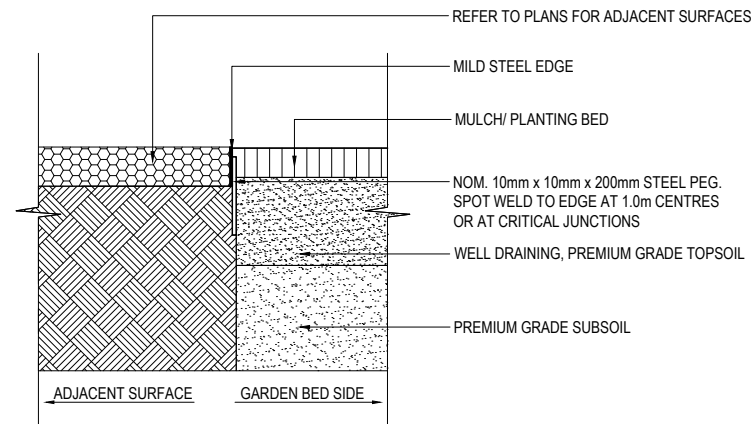 REFER TO PLANS FOR ADJACENT SURFACES
MILD STEEL EDGE
MULCH/ PLANTING BED
NOM. 10mm x 10mm x 200mm STEEL PEG.
SPOT WELD TO EDGE AT 1.0m CENTRES
OR AT CRITICAL JUNCTIONS
WELL DRAINING, PREMIUM GRADE TOPSOIL
PREMIUM GRADE SUBSOIL
ADJACENT SURFACE
GARDEN BED SIDE